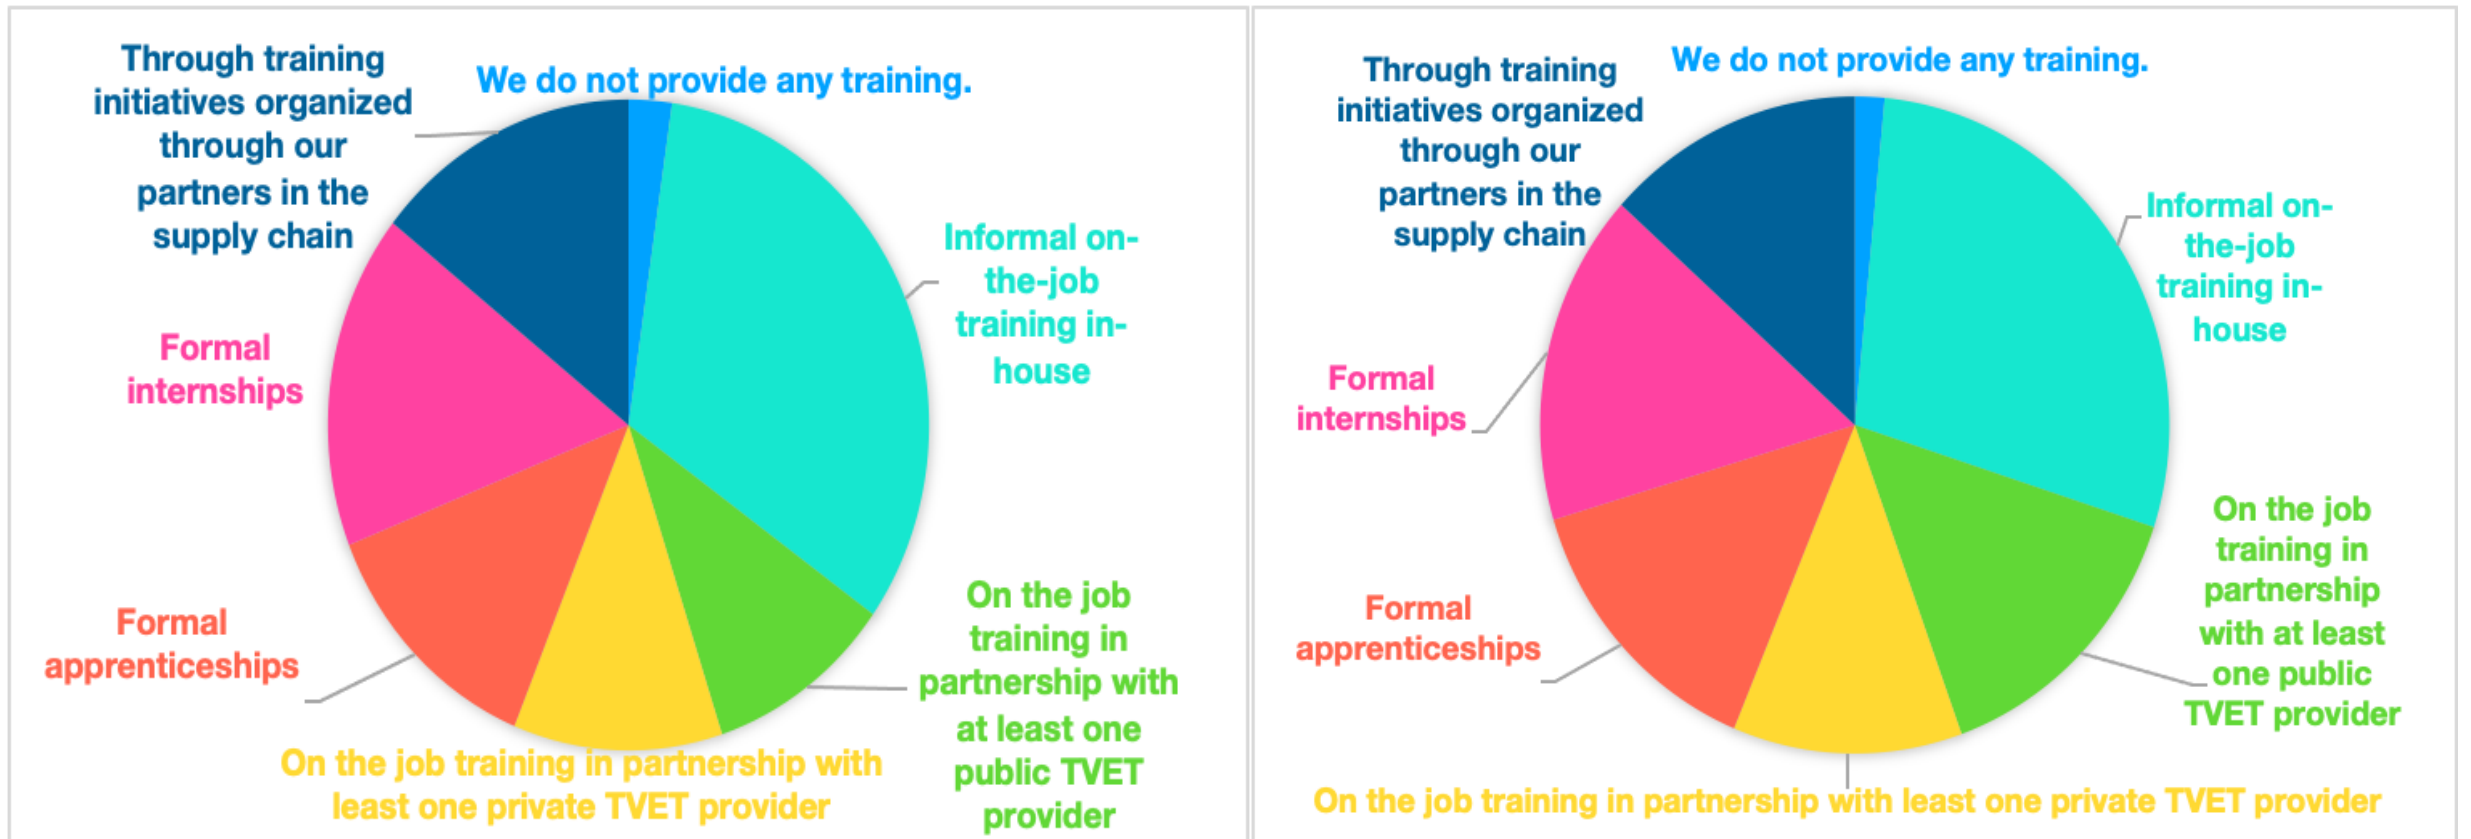 Through training
initiatives organized
through our
partners in the
supply chain
We do not provide any training.
Informal on-
the-job
training in-
house
Formal
internships
Formal
apprenticeships
On the job
training in
partnership with
at least one
public TVET
provider
On the job training in partnership with
least one private TVET provider
Through training
initiatives organized
through our
partners in the
supply chain
We do not provide any training.
Informal on-
the-job
training in-
house
Formal
internships
Formal
apprenticeships
On the job
training in
partnership
with at least
one public
TVET provider
On the job training in partnership with least one private TVET provider